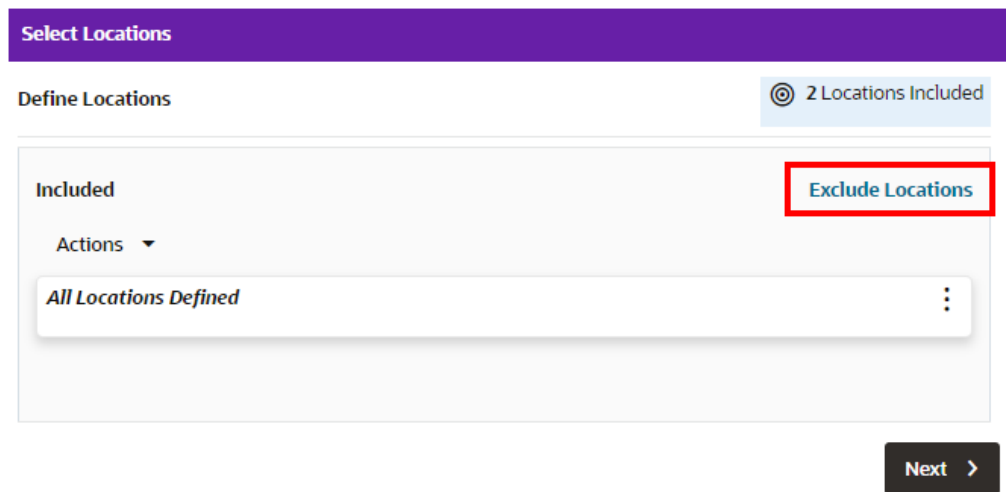 Select Locations
Define Locations
2 Locations Included
Included
Exclude Locations
Actions
All Locations Defined
Next